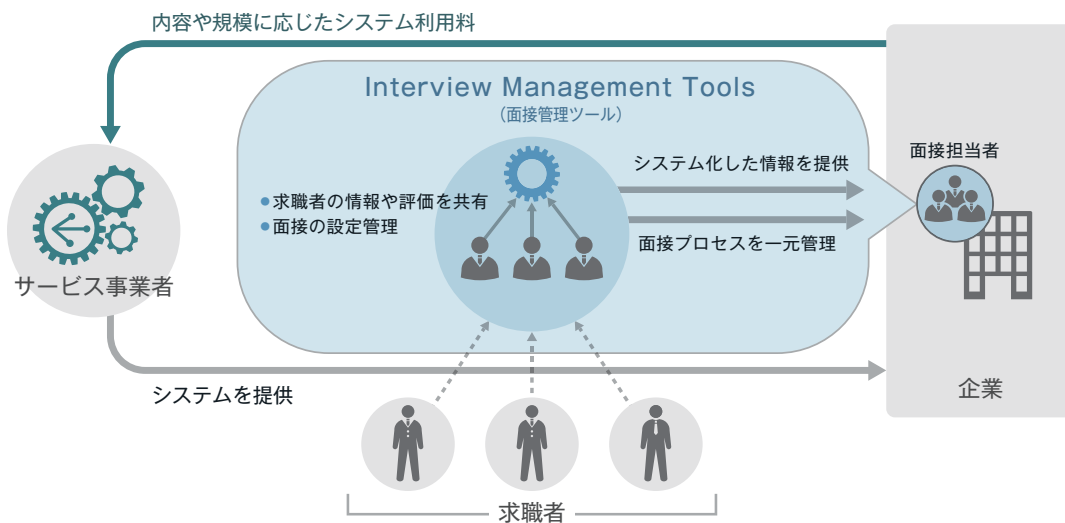 内容や規模に応じたシステム利用料
Interview Management Tools
（面接管理ツール）
面接担当者
システム化した情報を提供
求職者の情報や評価を共有
面接の設定管理
面接プロセスを一元管理
サービス事業者
システムを提供
企業
求職者